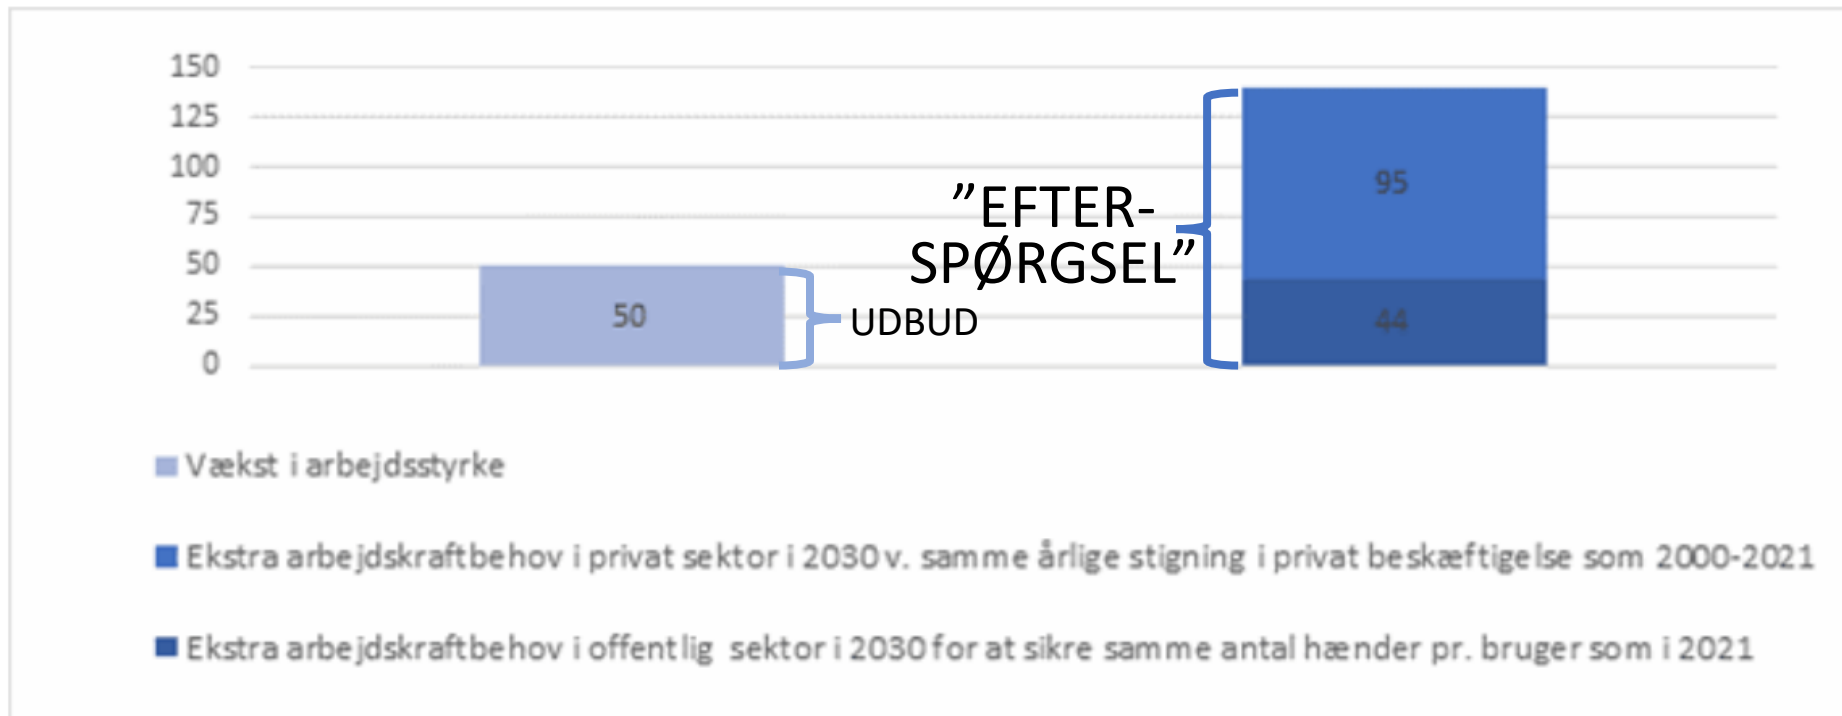 150
125
100
75
50
25
0
50
UDBUD
”EFTER-
SPØRGSEL”
95
44
Vækst i arbejdsstyrke
Ekstra arbejdskraftbehov i privat sektor i 2030 v. samme årlige stigning i privat beskæftigelse som 2000-2021
Ekstra arbejdskraftbehov i offentlig sektor i 2030 for at sikre samme antal hænder pr. bruger som i 2021